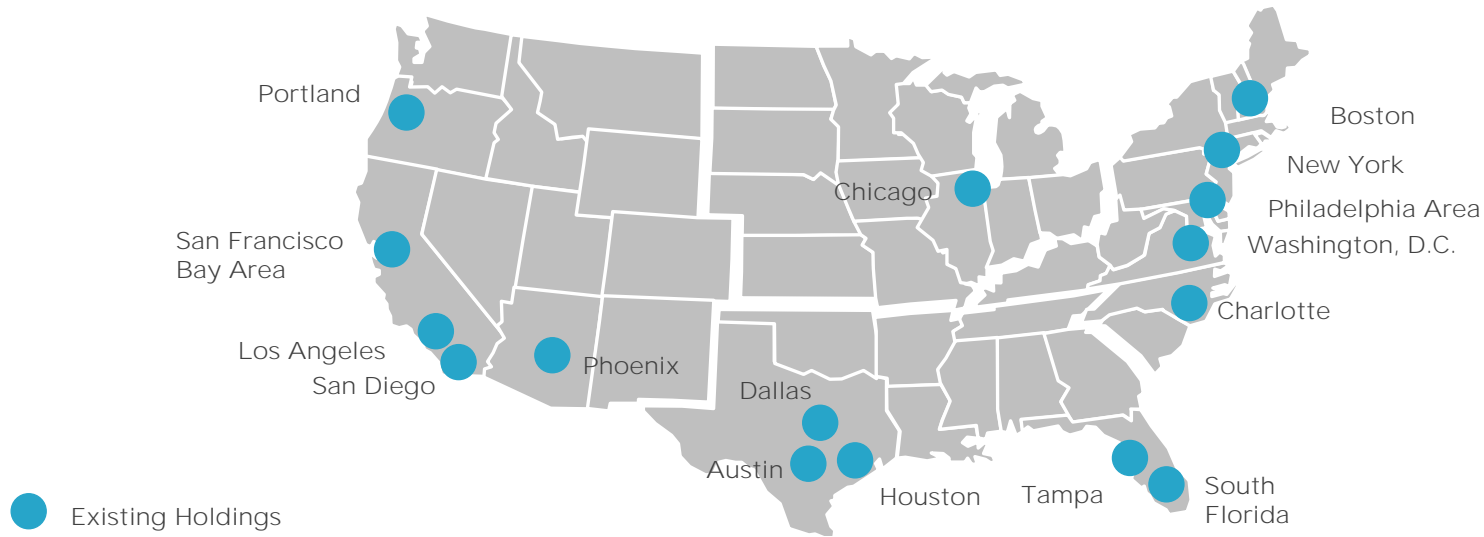 Portland
Boston
New York
Chicago
Philadelphia Area
San Francisco
Bay Area
Washington, D.C.
Charlotte
Los Angeles
San Diego
Phoenix
Dallas
Austin
Houston
Tampa
South
Florida
Existing Holdings